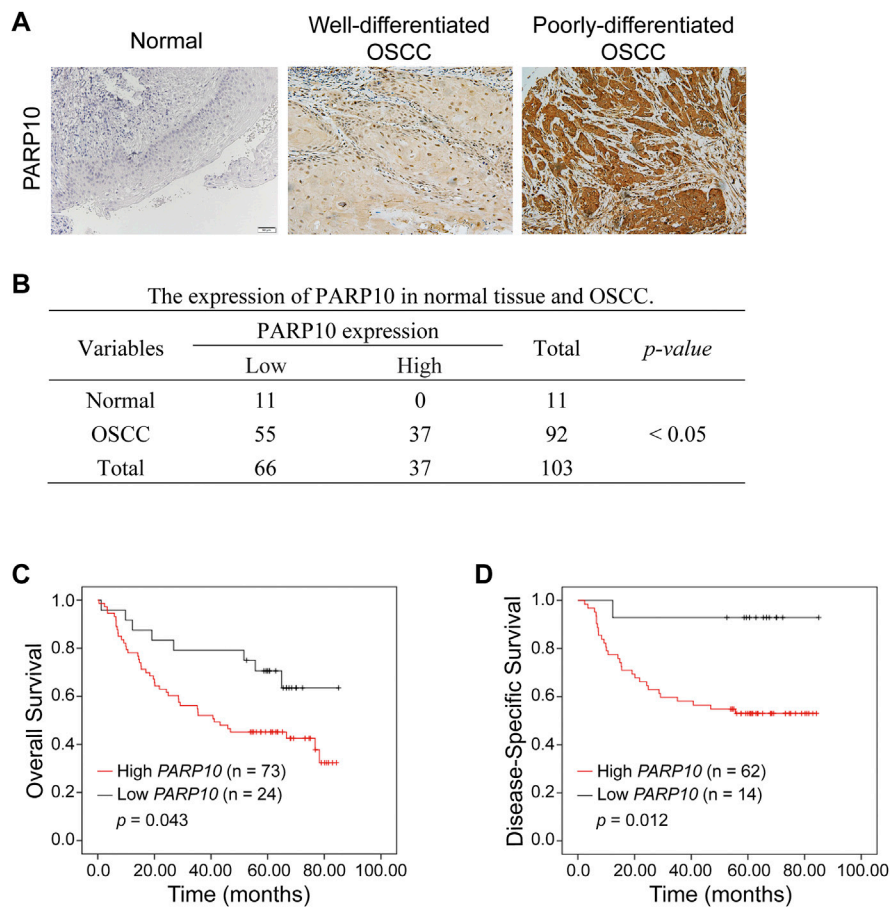 A
Normal
Well-differentiated
OSCC
Poorly-differentiated
OSCC
PARP10
B
The expression of PARP10 in normal tissue and OSCC.
Variables
PARP10 expression
Total
p-value
Low
High
Normal 11 0 11
OSCC 55 37 92 < 0.05
Total 66 37 103
C
Overall Survival
1.0
0.8
0.6
0.4
0.2
0.0
High PARP10 (n = 73)
Low PARP10 (n = 24)
p = 0.043
0.0 20.00 40.00 60.00 80.00 100.00
Time (months)
D
Disease-Specific Survival
1.0
0.8
0.6
0.4
0.2
0.0
High PARP10 (n = 62)
Low PARP10 (n = 14)
p = 0.012
0.0 20.00 40.00 60.00 80.00 100.00
Time (months)